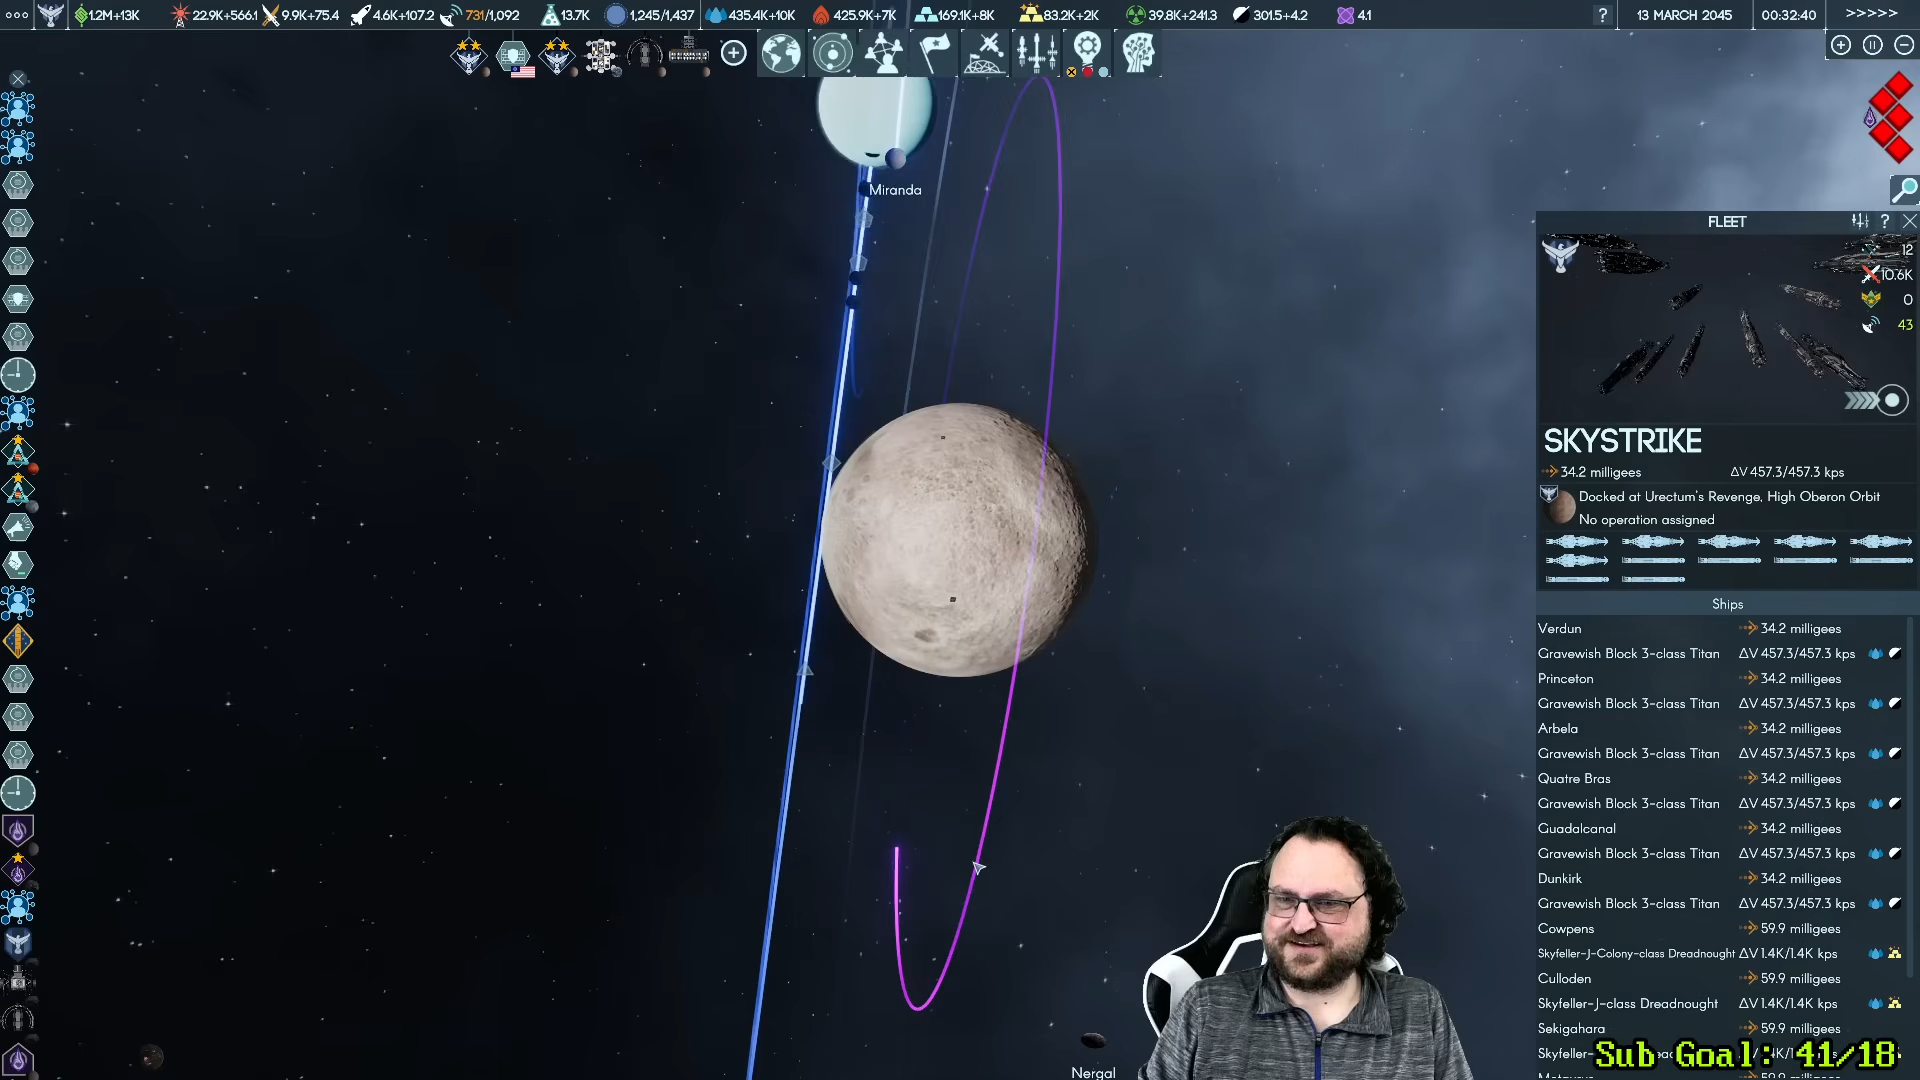 1.2M+13K 22.9K+566.1 9.9K+75.4 4.6K+107.2 731/1,092 13.7K 1,245/1,437 435.4K+10K 425.9K+7K 169.1K+8K 83.2K+2K 39.8K+241.3 301.5+4.2 4.1 ? 13 MARCH 2045 00:32:40 >>>>>
Miranda
FLEET ?
12
10.6K
0
43
SKYSTRIKE
34.2 milligees ΔV 457.3/457.3 kps
Docked at Urectum's Revenge, High Oberon Orbit
No operation assigned
Ships
Verdun 34.2 milligees
Gravewish Block 3-class Titan ΔV 457.3/457.3 kps
Princeton 34.2 milligees
Gravewish Block 3-class Titan ΔV 457.3/457.3 kps
Arbela 34.2 milligees
Gravewish Block 3-class Titan ΔV 457.3/457.3 kps
Quatre Bras 34.2 milligees
Gravewish Block 3-class Titan ΔV 457.3/457.3 kps
Guadalcanal 34.2 milligees
Gravewish Block 3-class Titan ΔV 457.3/457.3 kps
Dunkirk 34.2 milligees
Gravewish Block 3-class Titan ΔV 457.3/457.3 kps
Cowpens 59.9 milligees
Skyfeller-J-Colony-class Dreadnought ΔV 1.4K/1.4K kps
Culloden 59.9 milligees
Skyfeller-J-class Dreadnought ΔV 1.4K/1.4K kps
Sekigahara 59.9 milligees
Sub Goal: 41/18
Nergal